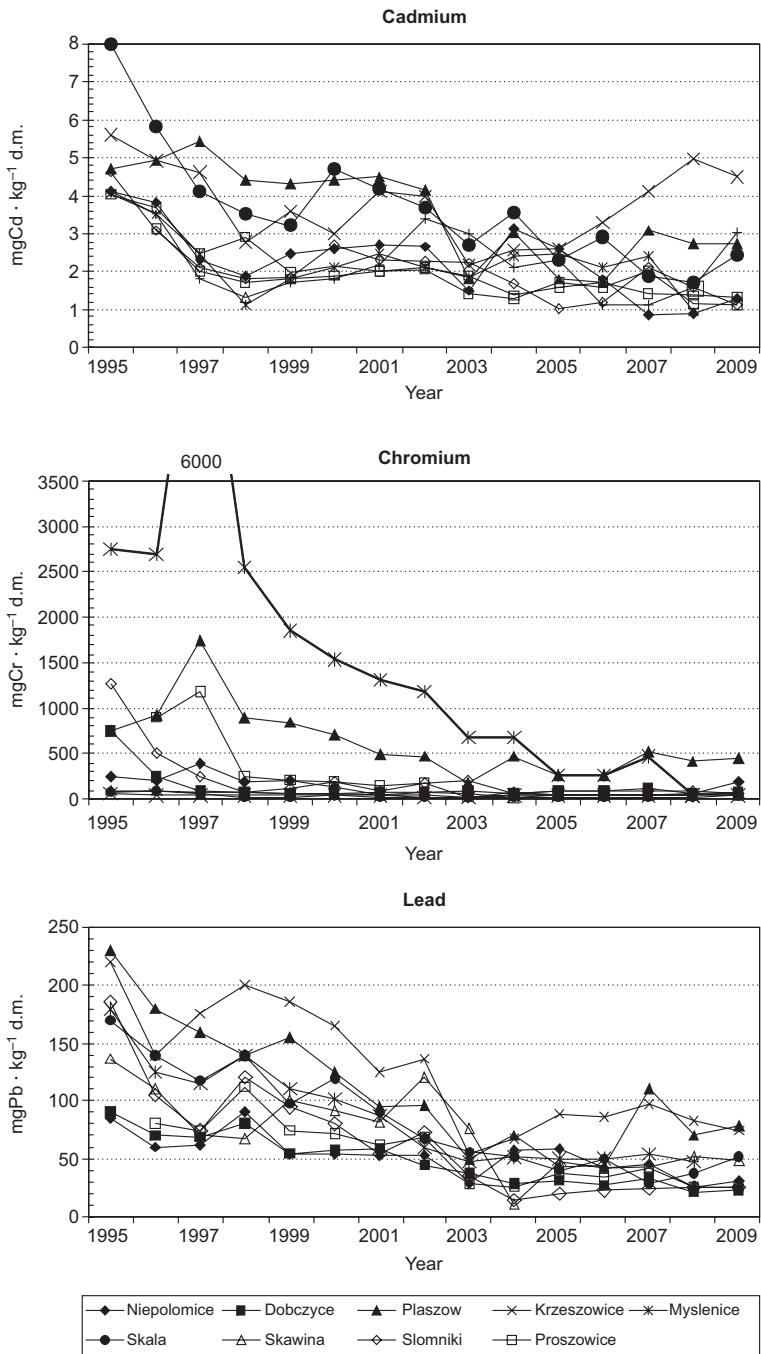 Cadmium
8
7
6
5
4
3
2
1
0
mgCd · kg⁻¹ d.m.
1995 1997 1999 2001 2003 2005 2007 2009
Year
6000
Chromium
3500
3000
2500
2000
1500
1000
500
0
mgCr · kg⁻¹ d.m.
1995 1997 1999 2001 2003 2005 2007 2009
Year
Lead
250
200
150
100
50
0
mgPb · kg⁻¹ d.m.
1995 1997 1999 2001 2003 2005 2007 2009
Year
Niepolomice Dobczyce Plaszow Krzeszowice Myslenice
Skala Skawina Slomniki Proszowice